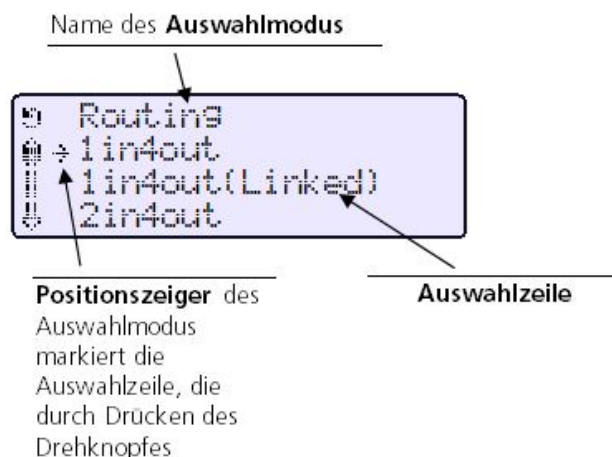 Name des Auswahlmodus
Routing
1in4out
1in4out(Linked)
2in4out
Positionszeiger des
Auswahlmodus
markiert die
Auswahlzeile, die
durch Drücken des
Drehknopfes
Auswahlzeile